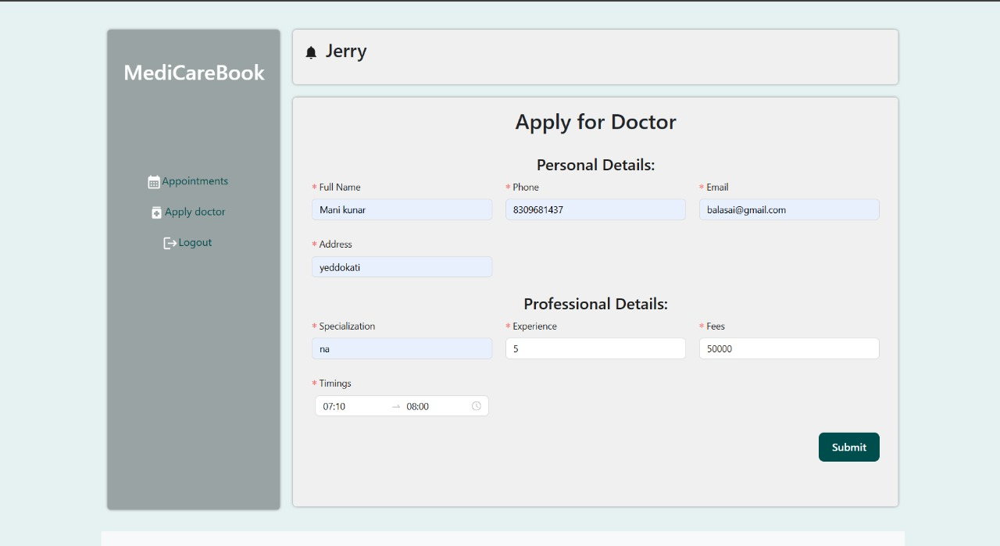 MediCareBook
Appointments
Apply doctor
Logout
Jerry
Apply for Doctor
Personal Details:
* Full Name * Phone * Email
Mani kunar 8309681437 balasai@gmail.com
* Address
yeddokati
Professional Details:
* Specialization * Experience * Fees
na 5 50000
* Timings
07:10 → 08:00
Submit